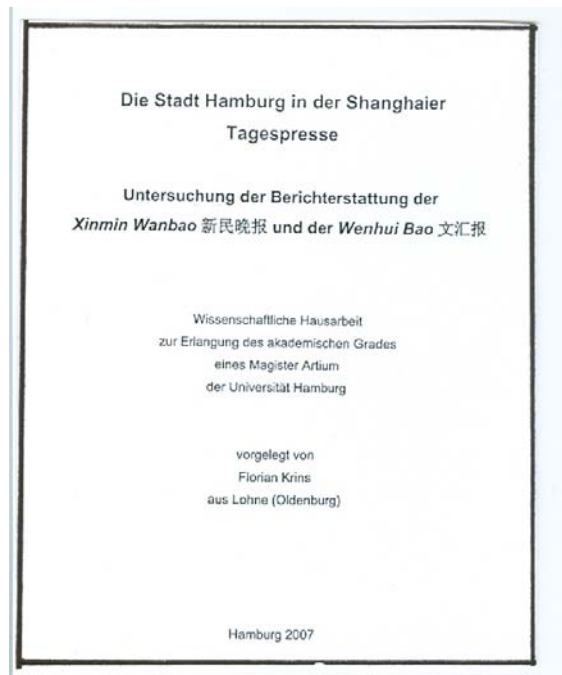 Die Stadt Hamburg in der Shanghaier
Tagespresse
Untersuchung der Berichterstattung der
Xinmin Wanbao 新民晚报 und der Wenhui Bao 文汇报
Wissenschaftliche Hausarbeit
zur Erlangung des akademischen Grades
eines Magister Artium
der Universität Hamburg
vorgelegt von
Florian Krins
aus Lohne (Oldenburg)
Hamburg 2007